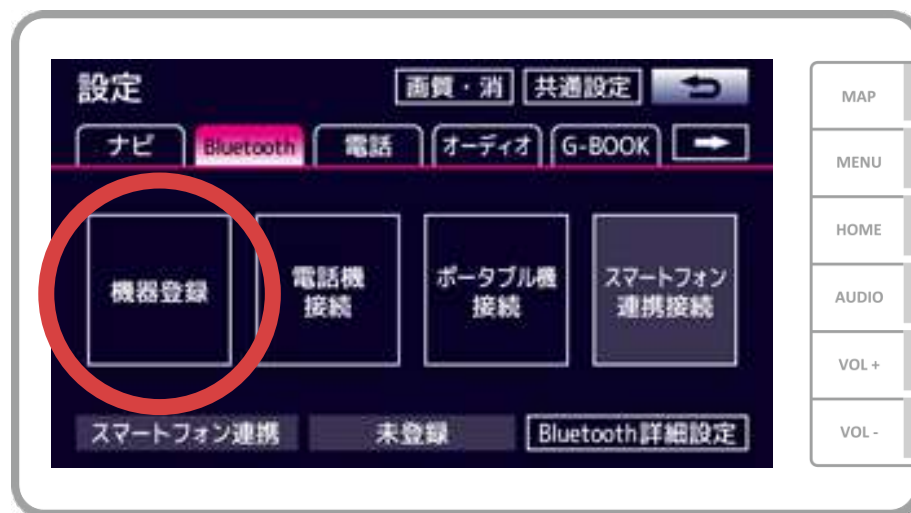 設定
画質・消
共通設定
ナビ
Bluetooth
電話
オーディオ
G-BOOK
機器登録
電話機
接続
ポータブル機
接続
スマートフォン
連携接続
スマートフォン連携
未登録
Bluetooth詳細設定
MAP
MENU
HOME
AUDIO
VOL +
VOL -